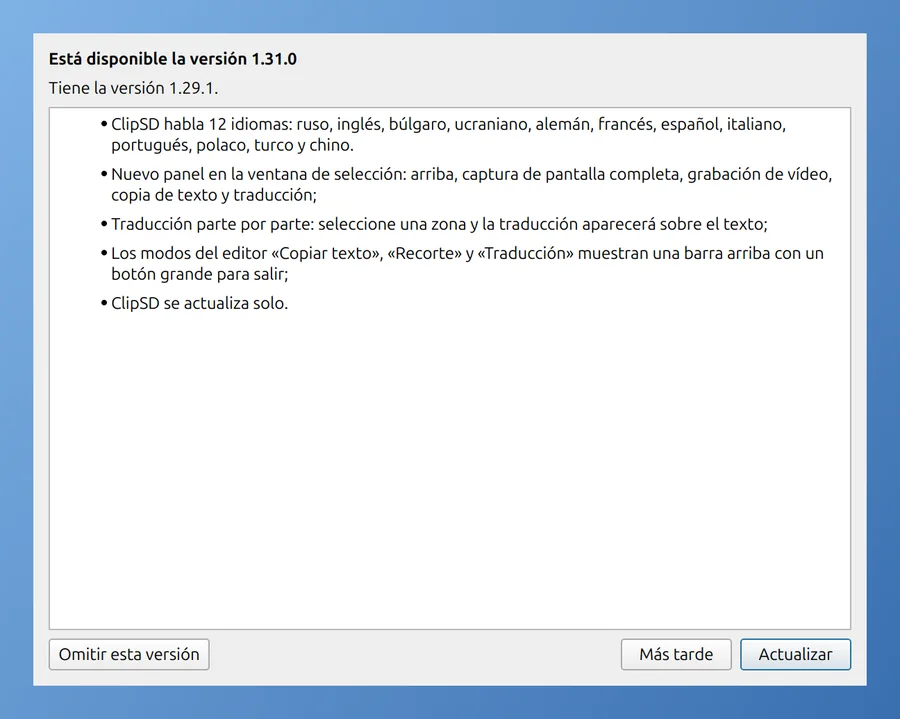 Está disponible la versión 1.31.0
Tiene la versión 1.29.1.
• ClipSD habla 12 idiomas: ruso, inglés, búlgaro, ucraniano, alemán, francés, español, italiano,
portugués, polaco, turco y chino.
• Nuevo panel en la ventana de selección: arriba, captura de pantalla completa, grabación de vídeo,
copia de texto y traducción;
• Traducción parte por parte: seleccione una zona y la traducción aparecerá sobre el texto;
• Los modos del editor «Copiar texto», «Recorte» y «Traducción» muestran una barra arriba con un
botón grande para salir;
• ClipSD se actualiza solo.
Omitir esta versión
Más tarde
Actualizar